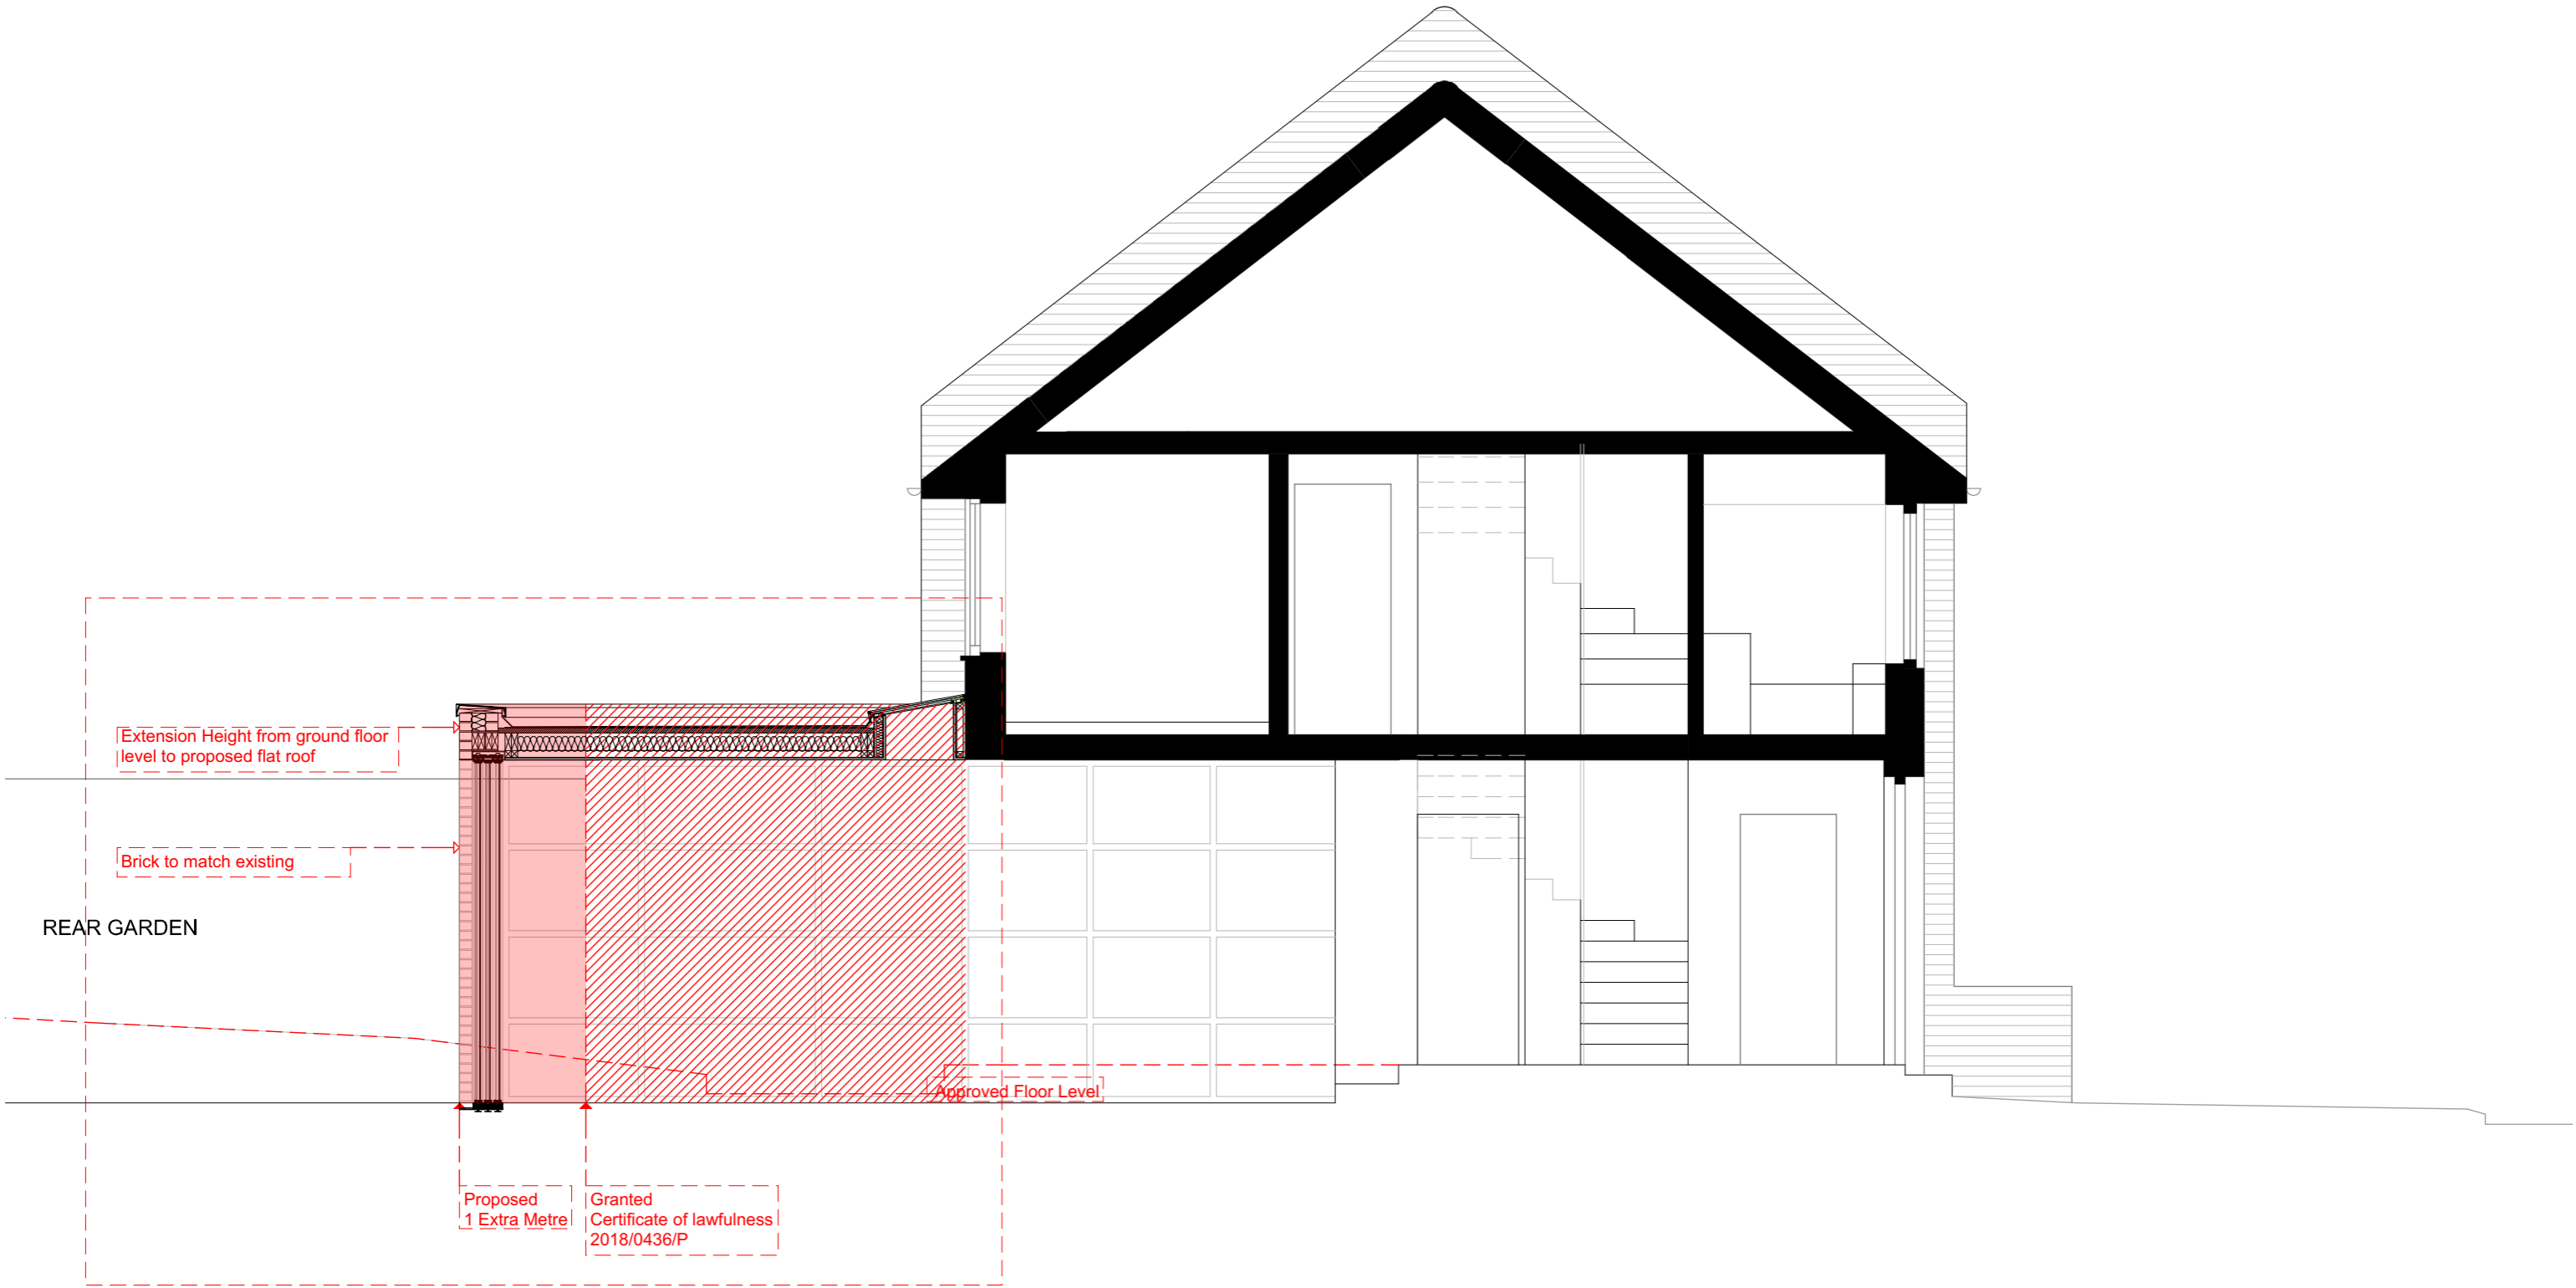 Extension Height from ground floor
level to proposed flat roof
Brick to match existing
REAR GARDEN
Approved Floor Level
Proposed
1 Extra Metre
Granted
Certificate of lawfulness
2018/0436/P